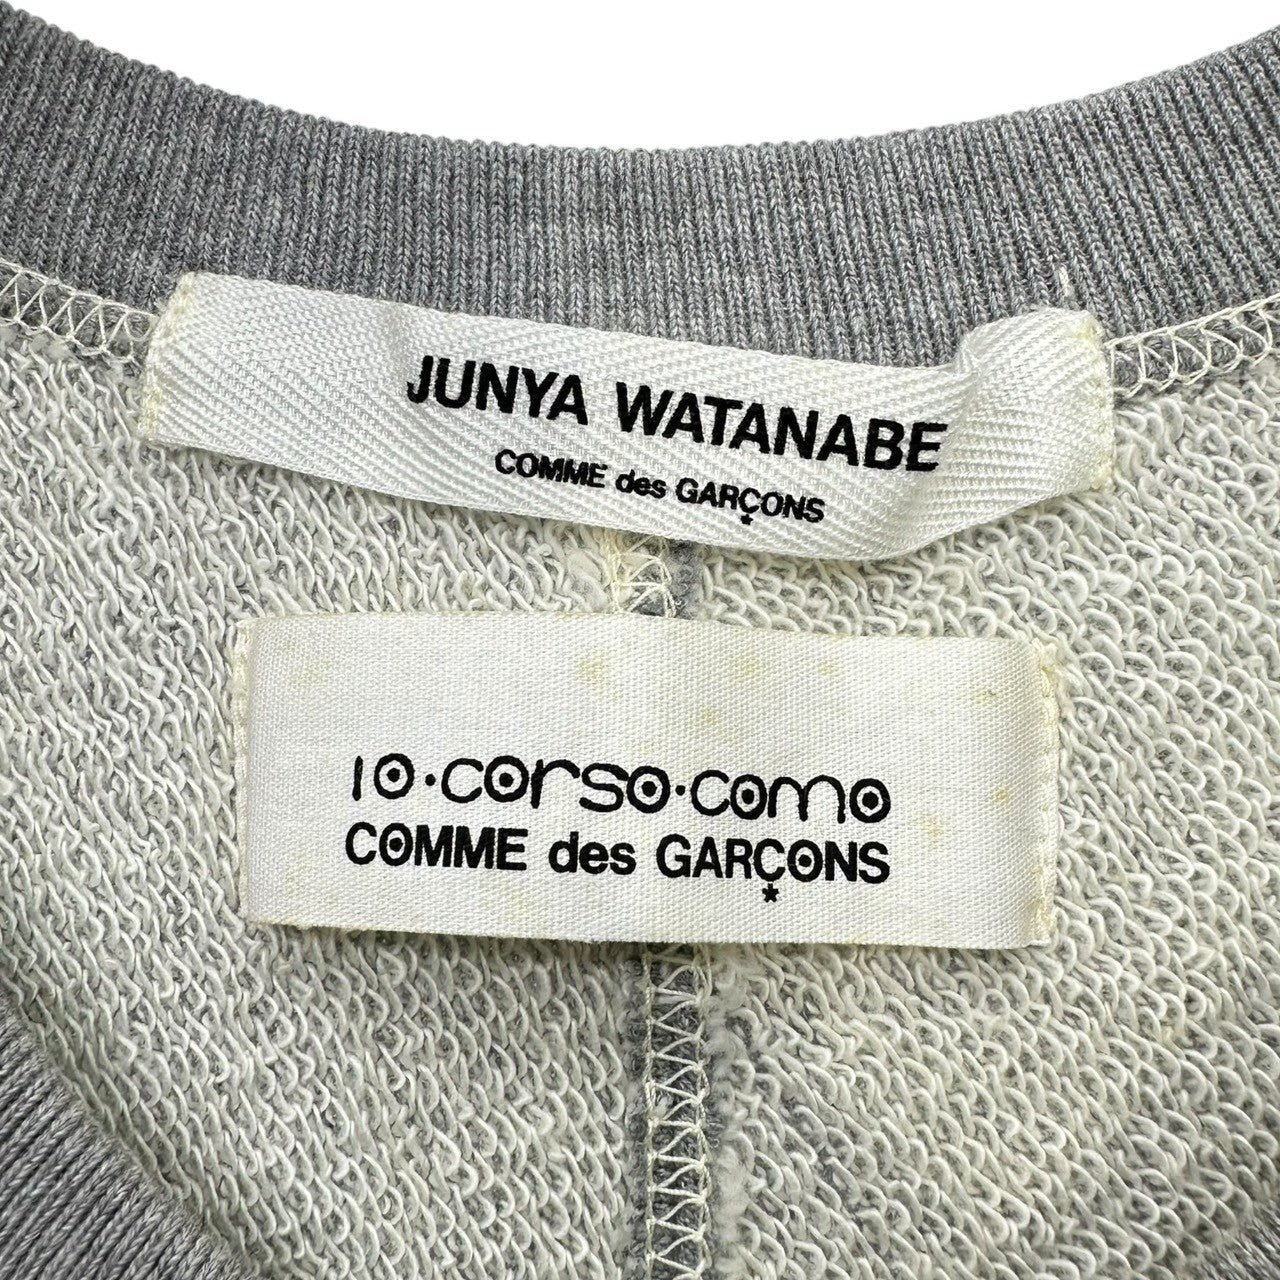 JUNYA WATANABE
COMME des GARÇONS
10·corso·como
COMME des GARÇONS